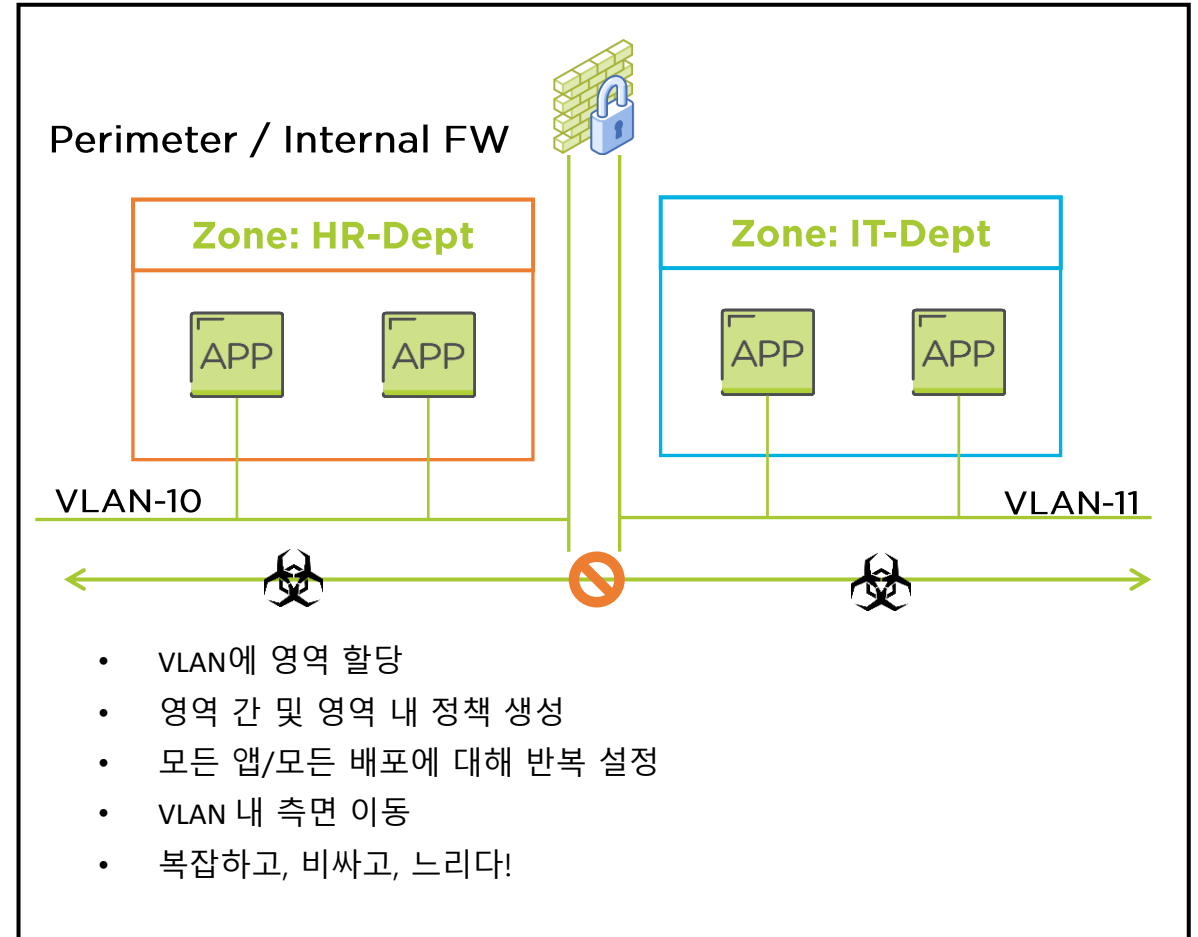 Perimeter / Internal FW
Zone: HR-Dept
Zone: IT-Dept
APP
APP
APP
APP
VLAN-10
VLAN-11
• VLAN에 영역 할당
• 영역 간 및 영역 내 정책 생성
• 모든 앱/모든 배포에 대해 반복 설정
• VLAN 내 측면 이동
• 복잡하고, 비싸고, 느리다!